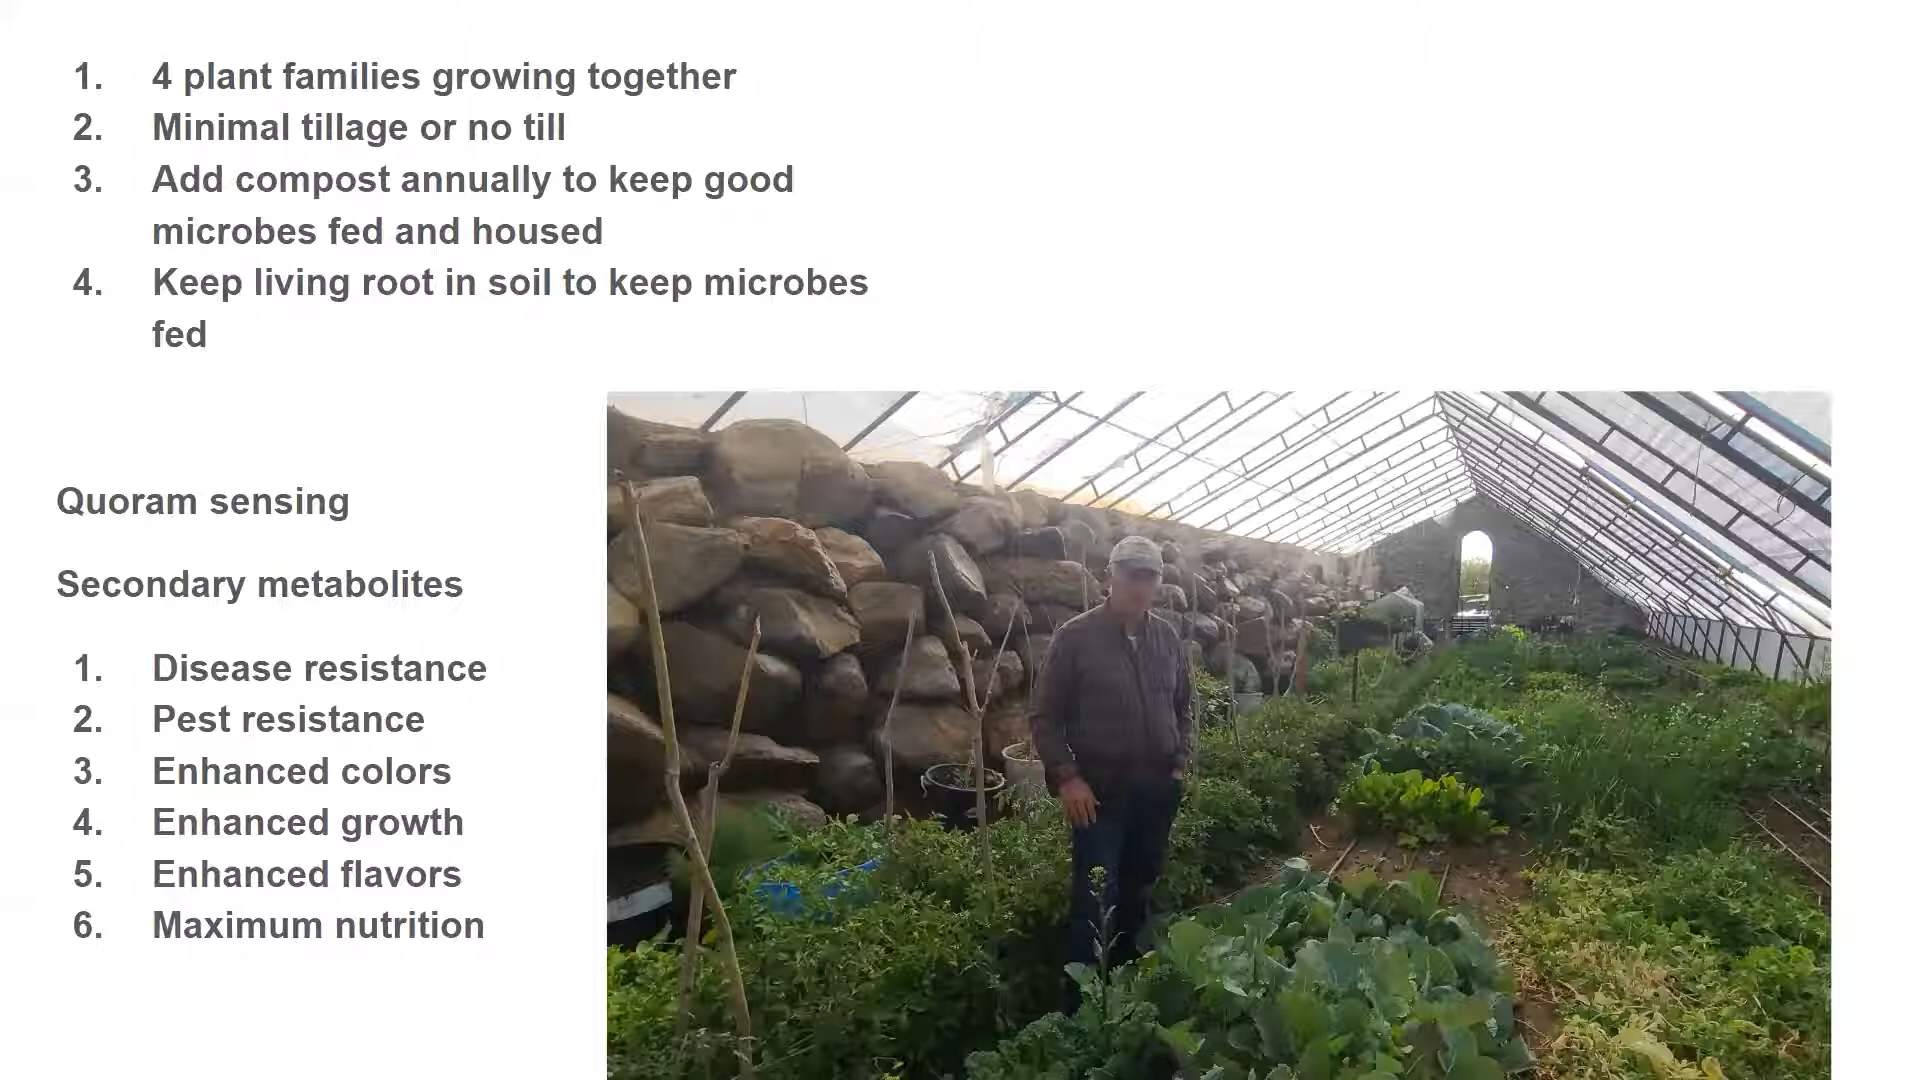 1. 4 plant families growing together
2. Minimal tillage or no till
3. Add compost annually to keep good
microbes fed and housed
4. Keep living root in soil to keep microbes
fed
Quoram sensing
Secondary metabolites
1. Disease resistance
2. Pest resistance
3. Enhanced colors
4. Enhanced growth
5. Enhanced flavors
6. Maximum nutrition